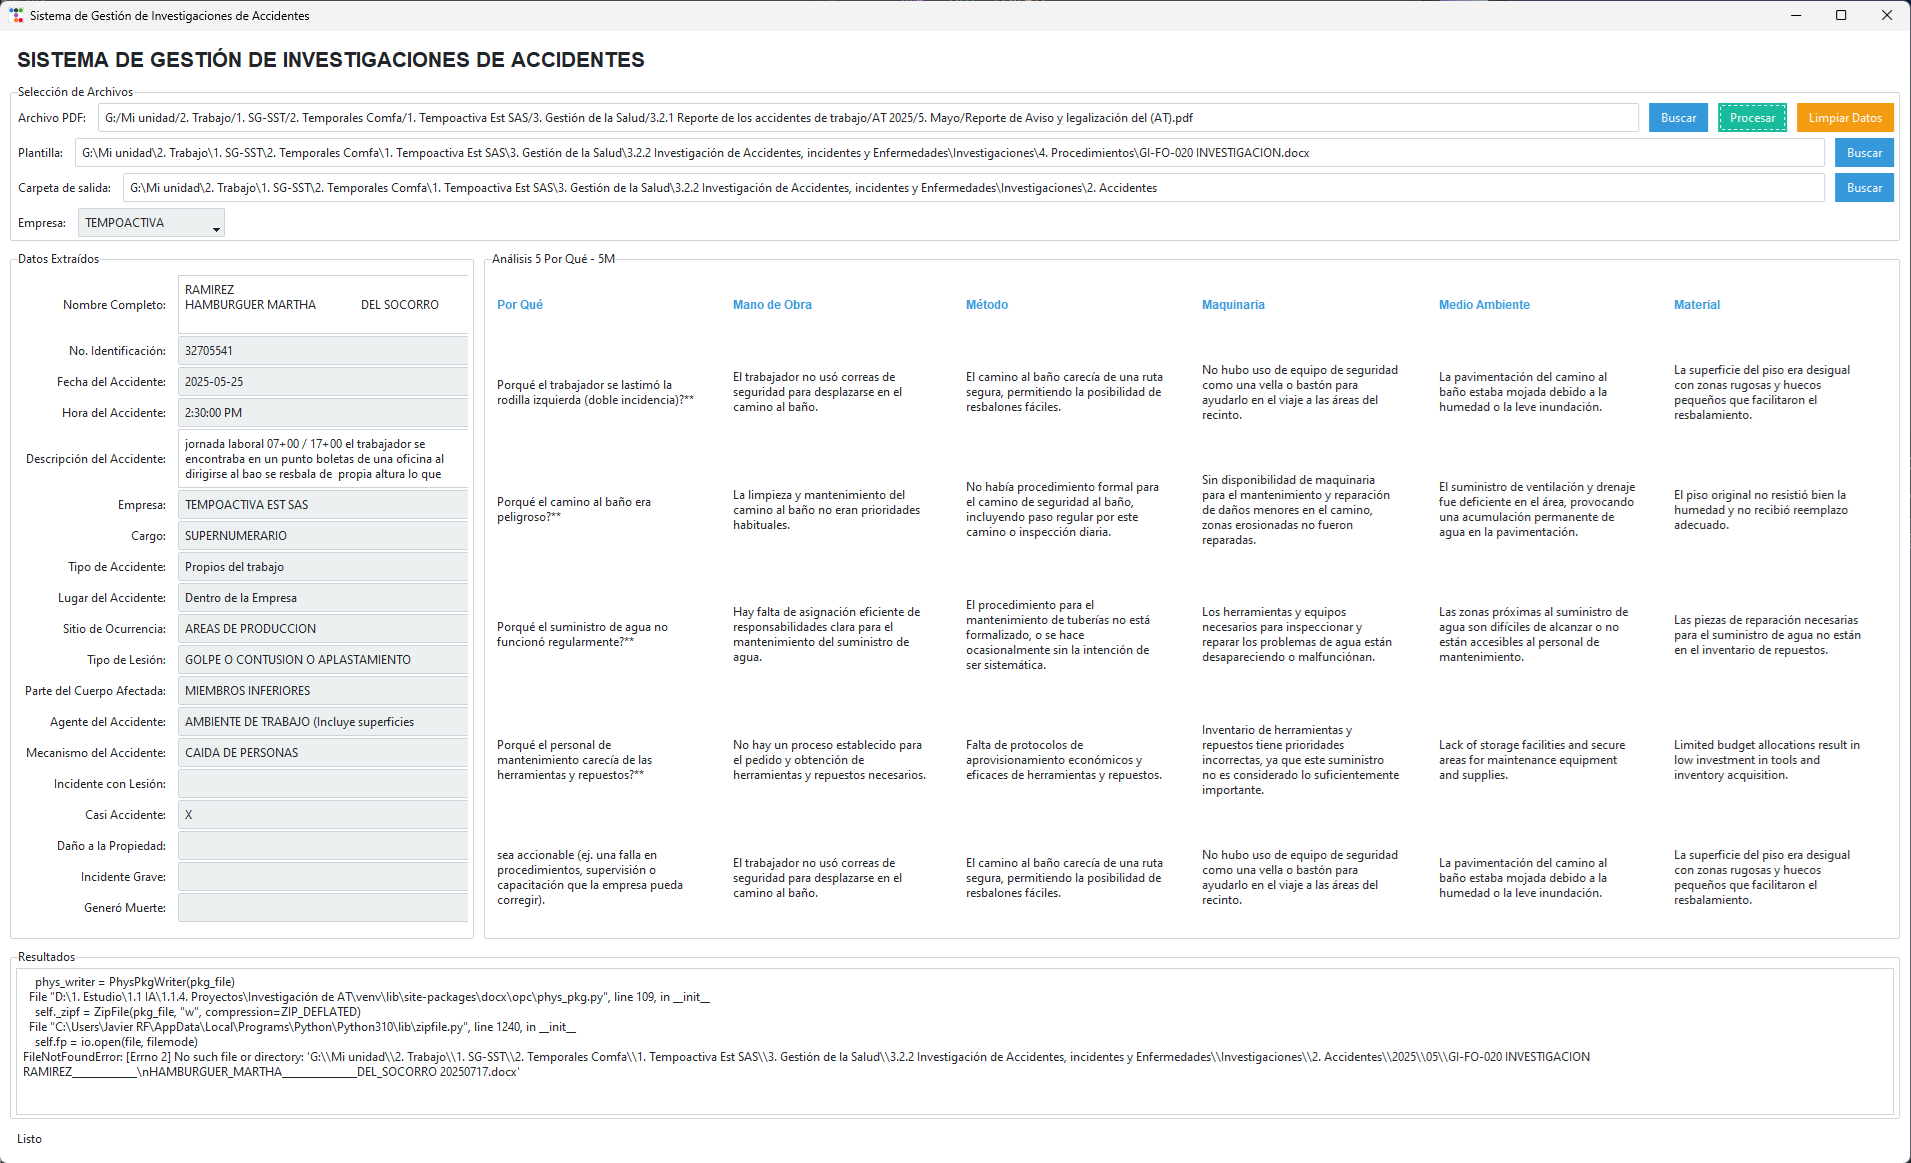 Sistema de Gestión de Investigaciones de Accidentes
SISTEMA DE GESTIÓN DE INVESTIGACIONES DE ACCIDENTES
Selección de Archivos
Archivo PDF: G:/Mi unidad/2. Trabajo/1. SG-SST/2. Temporales Comfa/1. Tempoactiva Est SAS/3. Gestión de la Salud/3.2.1 Reporte de los accidentes de trabajo/AT 2025/5. Mayo/Reporte de Aviso y legalización del (AT).pdf Buscar Procesar Limpiar Datos
Plantilla: G:\Mi unidad\2. Trabajo\1. SG-SST\2. Temporales Comfa\1. Tempoactiva Est SAS\3. Gestión de la Salud\3.2.2 Investigación de Accidentes, incidentes y Enfermedades\Investigaciones\4. Procedimientos\GI-FO-020 INVESTIGACION.docx Buscar
Carpeta de salida: G:\Mi unidad\2. Trabajo\1. SG-SST\2. Temporales Comfa\1. Tempoactiva Est SAS\3. Gestión de la Salud\3.2.2 Investigación de Accidentes, incidentes y Enfermedades\Investigaciones\2. Accidentes Buscar
Empresa: TEMPOACTIVA
Datos Extraídos
Nombre Completo: RAMIREZ
HAMBURGUER MARTHA DEL SOCORRO
No. Identificación: 32705541
Fecha del Accidente: 2025-05-25
Hora del Accidente: 2:30:00 PM
Descripción del Accidente: jornada laboral 07+00 / 17+00 el trabajador se
encontraba en un punto boletas de una oficina al
dirigirse al bao se resbala de propia altura lo que
Empresa: TEMPOACTIVA EST SAS
Cargo: SUPERNUMERARIO
Tipo de Accidente: Propios del trabajo
Lugar del Accidente: Dentro de la Empresa
Sitio de Ocurrencia: AREAS DE PRODUCCION
Tipo de Lesión: GOLPE O CONTUSION O APLASTAMIENTO
Parte del Cuerpo Afectada: MIEMBROS INFERIORES
Agente del Accidente: AMBIENTE DE TRABAJO (Incluye superficies
Mecanismo del Accidente: CAIDA DE PERSONAS
Incidente con Lesión:
Casi Accidente: X
Daño a la Propiedad:
Incidente Grave:
Generó Muerte:
Análisis 5 Por Qué - 5M
Por Qué Mano de Obra Método Maquinaria Medio Ambiente Material
Porqué el trabajador se lastimó la
rodilla izquierda (doble incidencia)?**
El trabajador no usó correas de
seguridad para desplazarse en el
camino al baño.
El camino al baño carecía de una ruta
segura, permitiendo la posibilidad de
resbalones fáciles.
No hubo uso de equipo de seguridad
como una vella o bastón para
ayudarlo en el viaje a las áreas del
recinto.
La pavimentación del camino al
baño estaba mojada debido a la
humedad o la leve inundación.
La superficie del piso era desigual
con zonas rugosas y huecos
pequeños que facilitaron el
resbalamiento.
Porqué el camino al baño era
peligroso?**
La limpieza y mantenimiento del
camino al baño no eran prioridades
habituales.
No había procedimiento formal para
el camino de seguridad al baño,
incluyendo paso regular por este
camino o inspección diaria.
Sin disponibilidad de maquinaria
para el mantenimiento y reparación
de daños menores en el camino,
zonas erosionadas no fueron
reparadas.
El suministro de ventilación y drenaje
fue deficiente en el área, provocando
una acumulación permanente de
agua en la pavimentación.
El piso original no resistió bien la
humedad y no recibió reemplazo
adecuado.
Porqué el suministro de agua no
funcionó regularmente?**
Hay falta de asignación eficiente de
responsabilidades clara para el
mantenimiento del suministro de
agua.
El procedimiento para el
mantenimiento de tuberías no está
formalizado, o se hace
ocasionalmente sin la intención de
ser sistemática.
Los herramientas y equipos
necesarios para inspeccionar y
reparar los problemas de agua están
desapareciendo o malfunciónan.
Las zonas próximas al suministro de
agua son difíciles de alcanzar o no
están accesibles al personal de
mantenimiento.
Las piezas de reparación necesarias
para el suministro de agua no están
en el inventario de repuestos.
Porqué el personal de
mantenimiento carecía de las
herramientas y repuestos?**
No hay un proceso establecido para
el pedido y obtención de
herramientas y repuestos necesarios.
Falta de protocolos de
aprovisionamiento económicos y
eficaces de herramientas y repuestos.
Inventario de herramientas y
repuestos tiene prioridades
incorrectas, ya que este suministro
no es considerado lo suficientemente
importante.
Lack of storage facilities and secure
areas for maintenance equipment
and supplies.
Limited budget allocations result in
low investment in tools and
inventory acquisition.
sea accionable (ej. una falla en
procedimientos, supervisión o
capacitación que la empresa pueda
corregir).
El trabajador no usó correas de
seguridad para desplazarse en el
camino al baño.
El camino al baño carecía de una ruta
segura, permitiendo la posibilidad de
resbalones fáciles.
No hubo uso de equipo de seguridad
como una vella o bastón para
ayudarlo en el viaje a las áreas del
recinto.
La pavimentación del camino al
baño estaba mojada debido a la
humedad o la leve inundación.
La superficie del piso era desigual
con zonas rugosas y huecos
pequeños que facilitaron el
resbalamiento.
Resultados
phys_writer = PhysPkgWriter(pkg_file)
File "D:\1. Estudio\1.1 IA\1.1.4. Proyectos\Investigación de AT\venv\lib\site-packages\docx\opc\phys_pkg.py", line 109, in __init__
self._zipf = ZipFile(pkg_file, "w", compression=ZIP_DEFLATED)
File "C:\Users\Javier RF\AppData\Local\Programs\Python\Python310\lib\zipfile.py", line 1240, in __init__
self.fp = io.open(file, filemode)
FileNotFoundError: [Errno 2] No such file or directory: 'G:\\Mi unidad\\2. Trabajo\\1. SG-SST\\2. Temporales Comfa\\1. Tempoactiva Est SAS\\3. Gestión de la Salud\\3.2.2 Investigación de Accidentes, incidentes y Enfermedades\\Investigaciones\\2. Accidentes\\2025\\05\\GI-FO-020 INVESTIGACION
RAMIREZ____________\nHAMBURGUER_MARTHA______________DEL_SOCORRO 20250717.docx'
Listo